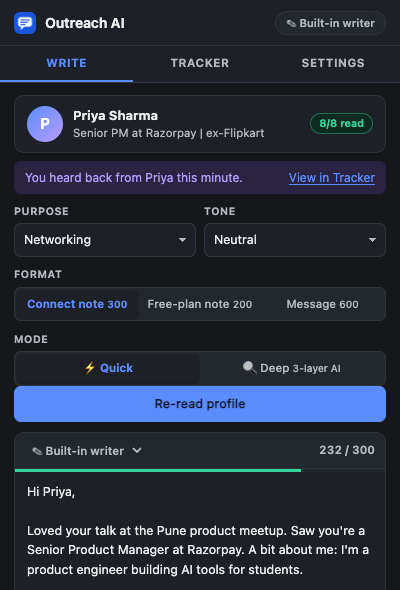 Outreach AI
✎ Built-in writer
WRITE
TRACKER
SETTINGS
P
Priya Sharma
Senior PM at Razorpay | ex-Flipkart
8/8 read
You heard back from Priya this minute.
View in Tracker
PURPOSE
TONE
Networking
Neutral
FORMAT
Connect note 300
Free-plan note 200
Message 600
MODE
⚡ Quick
🔍 Deep 3-layer AI
Re-read profile
✎ Built-in writer
232 / 300
Hi Priya,
Loved your talk at the Pune product meetup. Saw you're a
Senior Product Manager at Razorpay. A bit about me: I'm a
product engineer building AI tools for students.